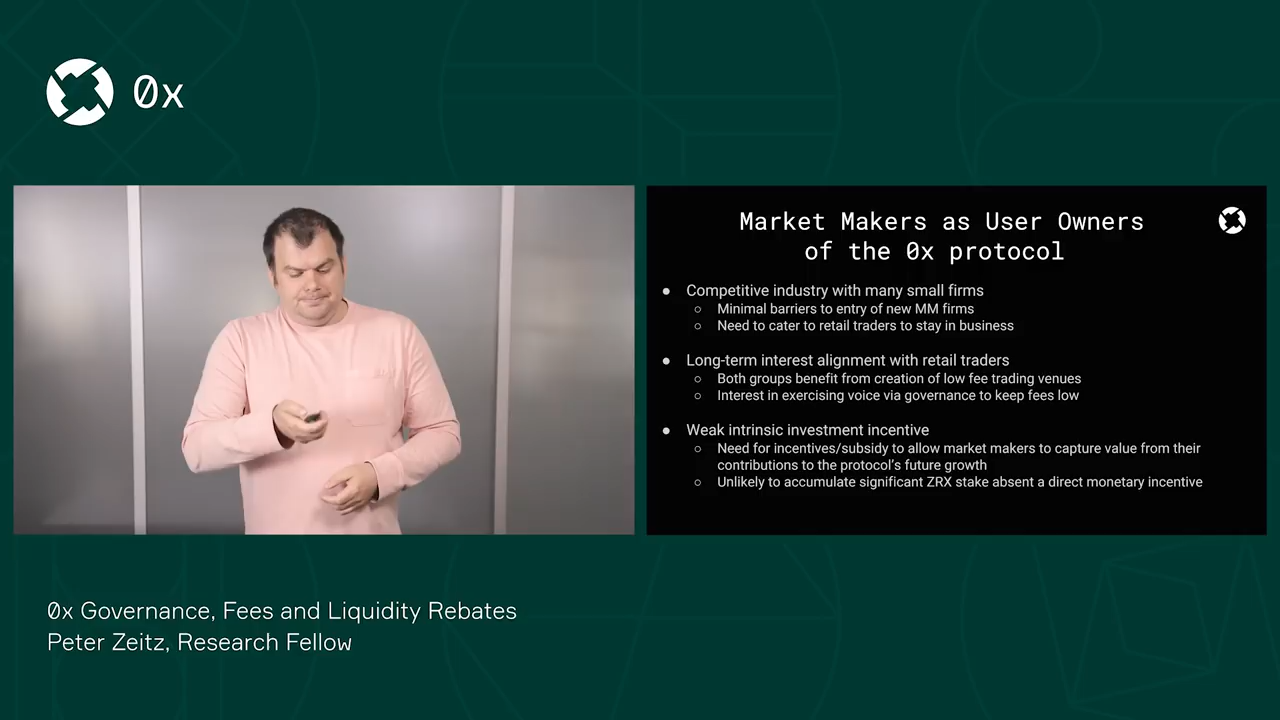 0x
Market Makers as User Owners
of the 0x protocol
● Competitive industry with many small firms
○ Minimal barriers to entry of new MM firms
○ Need to cater to retail traders to stay in business
● Long-term interest alignment with retail traders
○ Both groups benefit from creation of low fee trading venues
○ Interest in exercising voice via governance to keep fees low
● Weak intrinsic investment incentive
○ Need for incentives/subsidy to allow market makers to capture value from their
contributions to the protocol's future growth
○ Unlikely to accumulate significant ZRX stake absent a direct monetary incentive
0x Governance, Fees and Liquidity Rebates
Peter Zeitz, Research Fellow